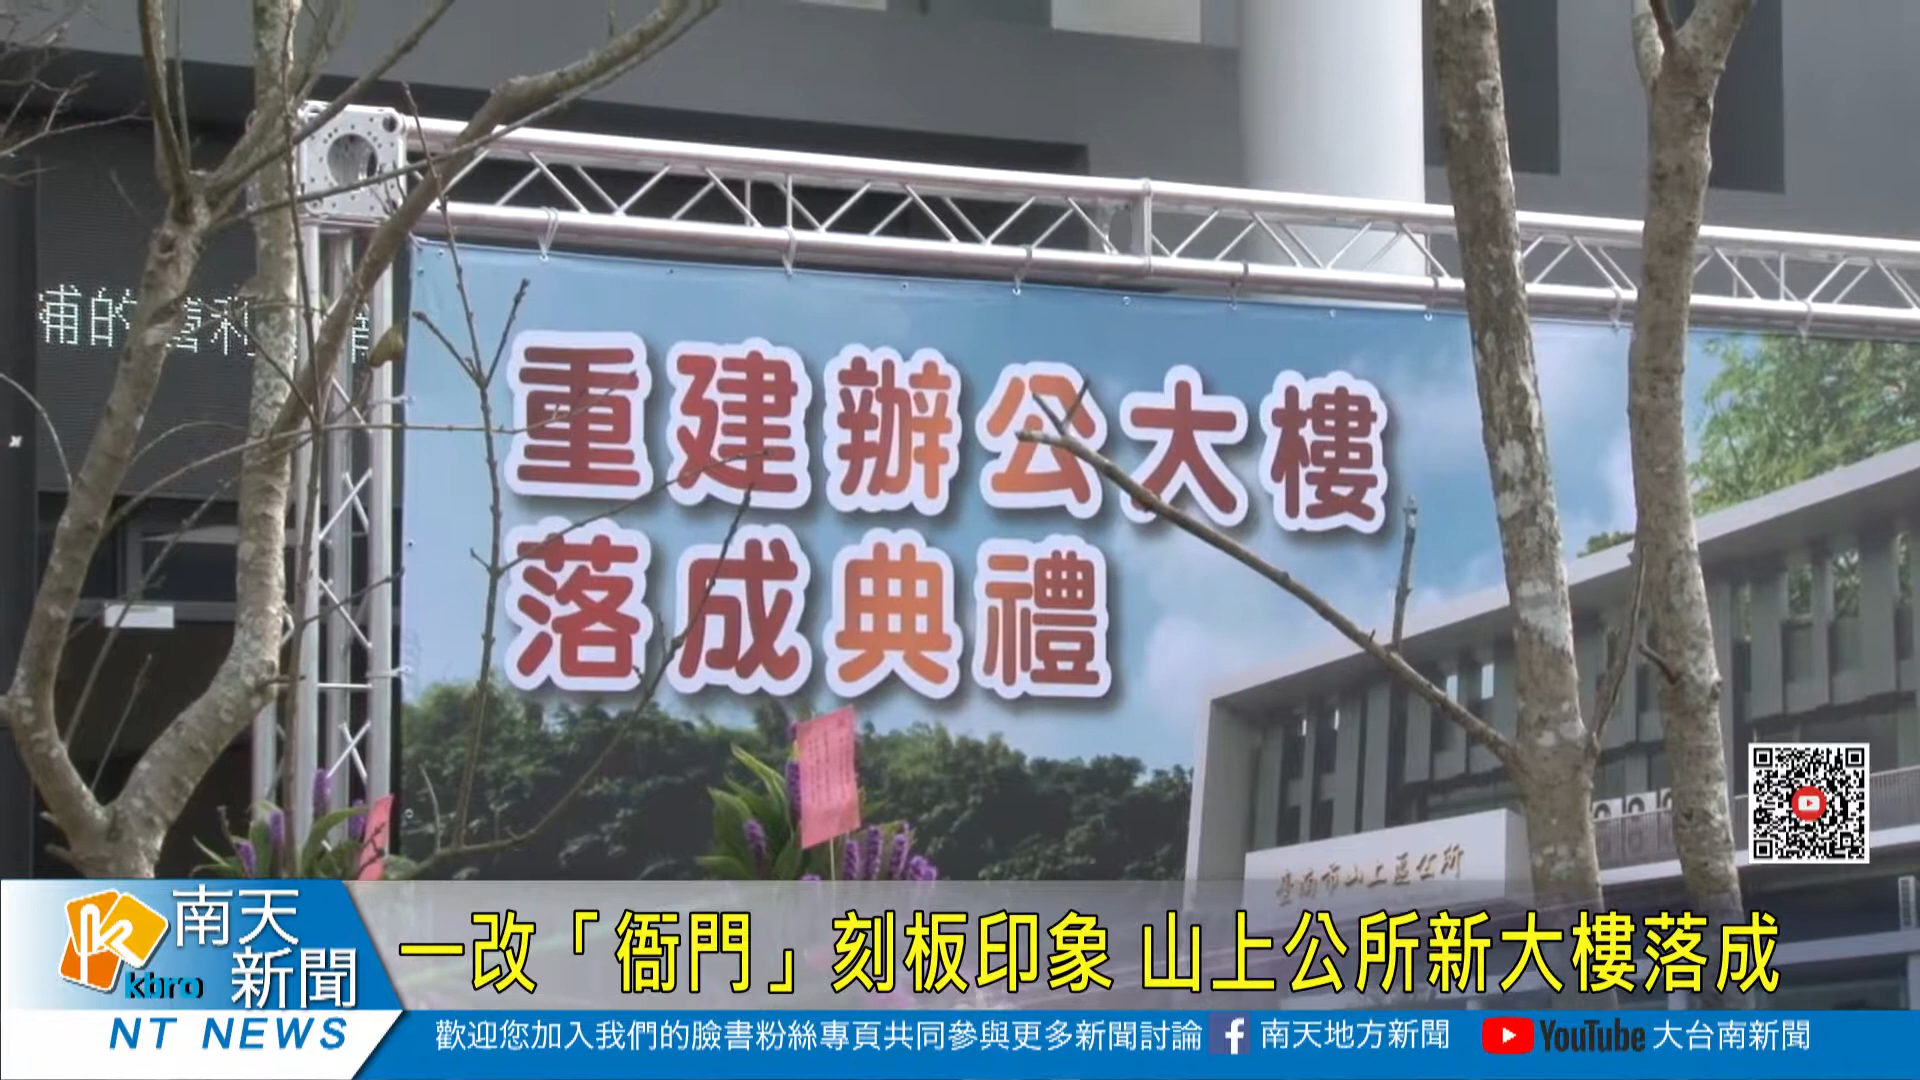 重建辦公大樓
落成典禮
臺南市山上區公所
南天
新聞
kbro
NT NEWS
一改「衙門」刻板印象 山上公所新大樓落成
歡迎您加入我們的臉書粉絲專頁共同參與更多新聞討論 南天地方新聞 YouTube 大台南新聞